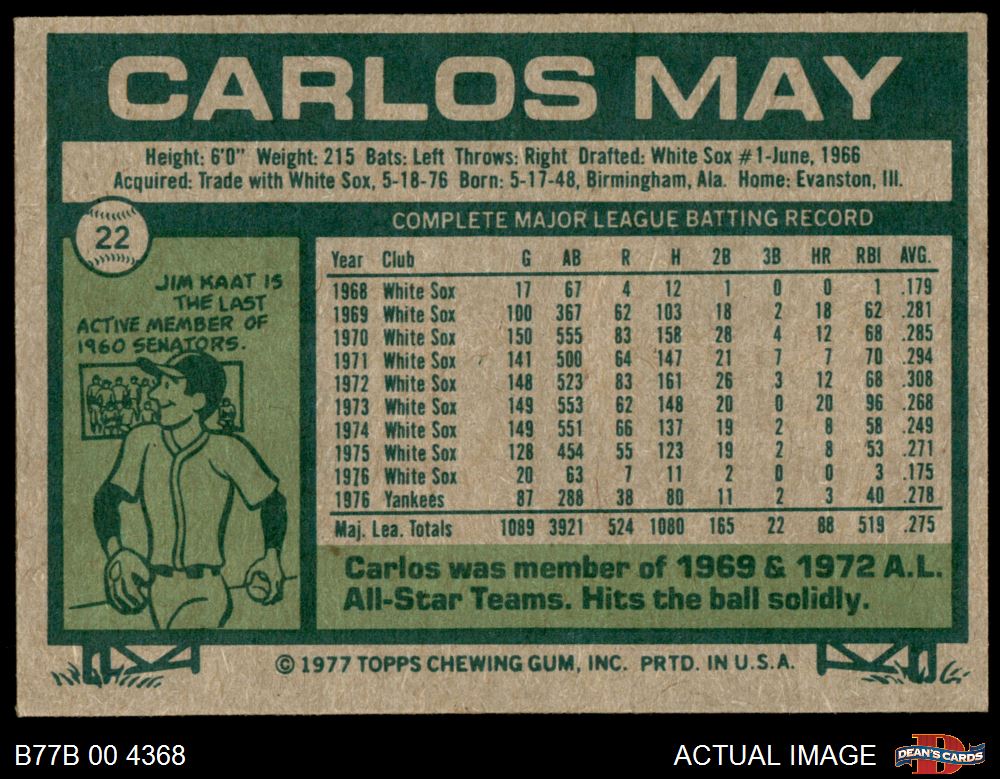 CARLOS MAY
Height: 6'0" Weight: 215 Bats: Left Throws: Right Drafted: White Sox #1-June, 1966
Acquired: Trade with White Sox, 5-18-76 Born: 5-17-48, Birmingham, Ala. Home: Evanston, Ill.
22
JIM KAAT IS
THE LAST
ACTIVE MEMBER OF
1960 SENATORS.
COMPLETE MAJOR LEAGUE BATTING RECORD
Year Club G AB R H 2B 3B HR RBI AVG.
1968 White Sox 17 67 4 12 1 0 0 1 .179
1969 White Sox 100 367 62 103 18 2 18 62 .281
1970 White Sox 150 555 83 158 28 4 12 68 .285
1971 White Sox 141 500 64 147 21 7 7 70 .294
1972 White Sox 148 523 83 161 26 3 12 68 .308
1973 White Sox 149 553 62 148 20 0 20 96 .268
1974 White Sox 149 551 66 137 19 2 8 58 .249
1975 White Sox 128 454 55 123 19 2 8 53 .271
1976 White Sox 20 63 7 11 2 0 0 3 .175
1976 Yankees 87 288 38 80 11 2 3 40 .278
Maj. Lea. Totals 1089 3921 524 1080 165 22 88 519 .275
Carlos was member of 1969 & 1972 A.L.
All-Star Teams. Hits the ball solidly.
© 1977 TOPPS CHEWING GUM, INC. PRTD. IN U.S.A.
B77B 00 4368
ACTUAL IMAGE
D
DEAN'S CARDS